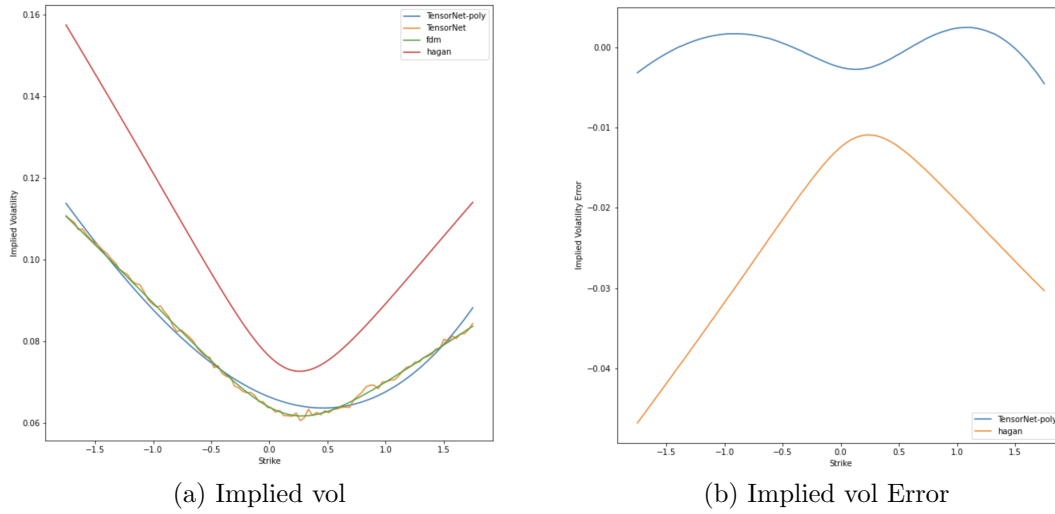 0.16
0.14
0.12
0.10
0.08
0.06
Implied Volatility
−1.5 −1.0 −0.5 0.0 0.5 1.0 1.5
Strike
TensorNet-poly
TensorNet
fdm
hagan
(a) Implied vol
0.00
−0.01
−0.02
−0.03
−0.04
Implied Volatility Error
−1.5 −1.0 −0.5 0.0 0.5 1.0 1.5
Strike
TensorNet-poly
hagan
(b) Implied vol Error